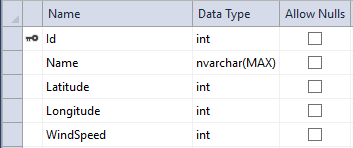 Name Data Type Allow Nulls
Id int
Name nvarchar(MAX)
Latitude int
Longitude int
WindSpeed int